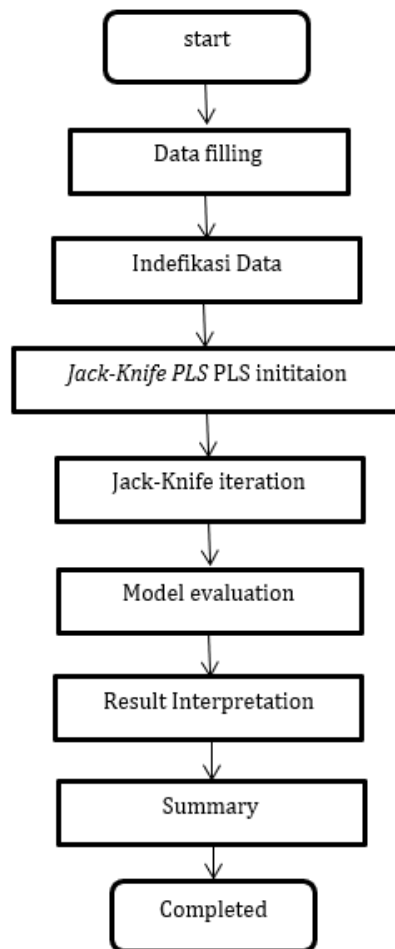 start
Data filling
Indefikasi Data
Jack-Knife PLS PLS inititaion
Jack-Knife iteration
Model evaluation
Result Interpretation
Summary
Completed